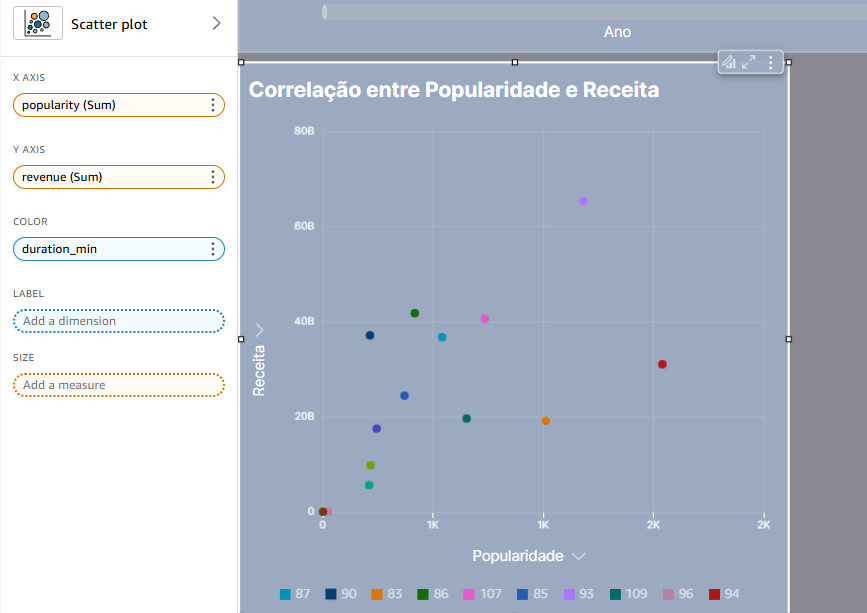 Scatter plot
X AXIS
popularity (Sum)
Y AXIS
revenue (Sum)
COLOR
duration_min
LABEL
Add a dimension
SIZE
Add a measure
Ano
Correlação entre Popularidade e Receita
80B
60B
40B
20B
0
Receita
0 1K 1K 2K 2K
Popularidade
87 90 83 86 107 85 93 109 96 94